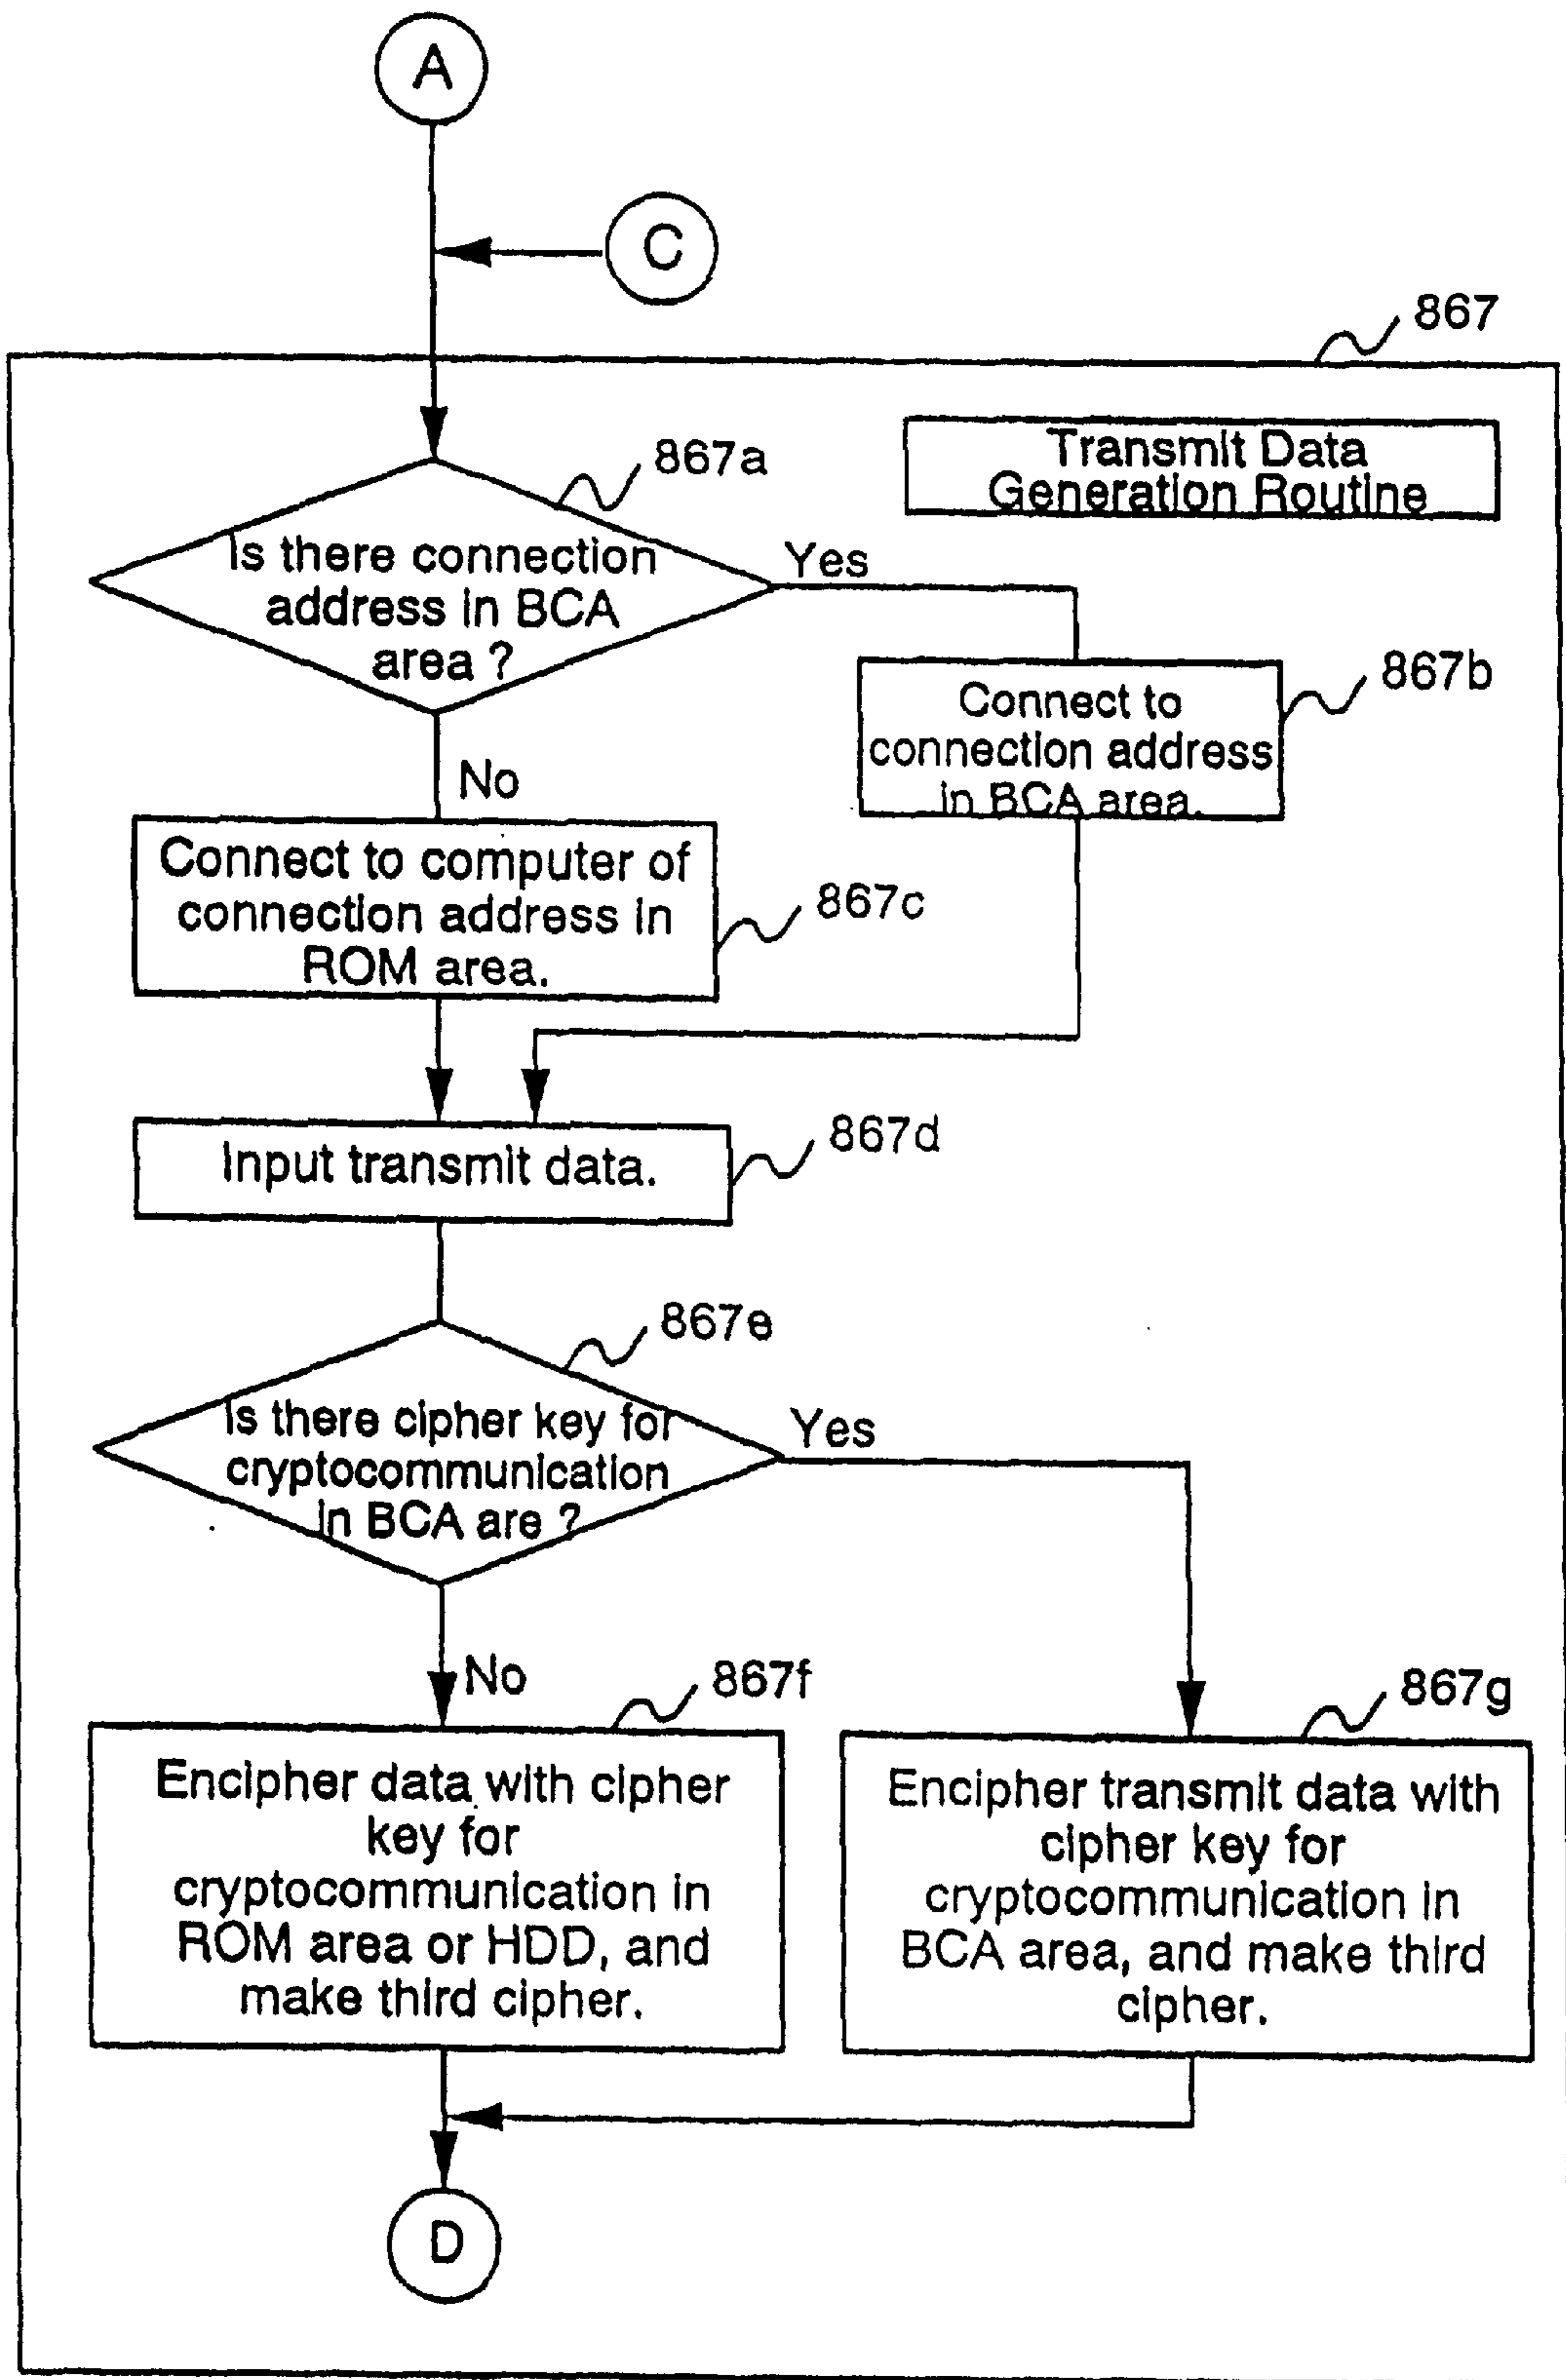 A
C
867
Transmit Data
Generation Routine
867a
Is there connection
address in BCA
area ?
Yes
867b
Connect to
connection address
in BCA area.
No
Connect to computer of
connection address in
ROM area.
867c
Input transmit data.
867d
867e
Is there cipher key for
cryptocommunication
in BCA are ?
Yes
No
867f
867g
Encipher data with cipher
key for
cryptocommunication in
ROM area or HDD, and
make third cipher.
Encipher transmit data with
cipher key for
cryptocommunication in
BCA area, and make third
cipher.
D